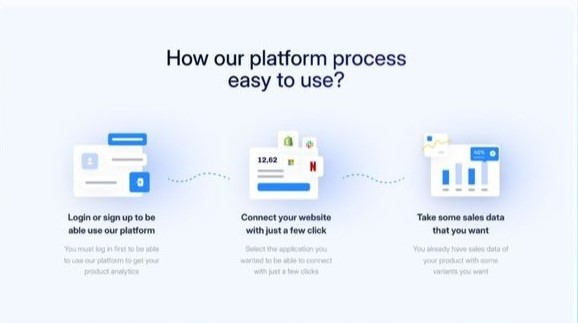 How our platform process
easy to use?
12,62
N
Login or sign up to be
able use our platform
You must log in first to be able
to use our platform to get your
product analytics
Connect your website
with just a few click
Select the application you
wanted to be able to connect
with just a few clicks
Take some sales data
that you want
You already have sales data of
your product with some
variants you want